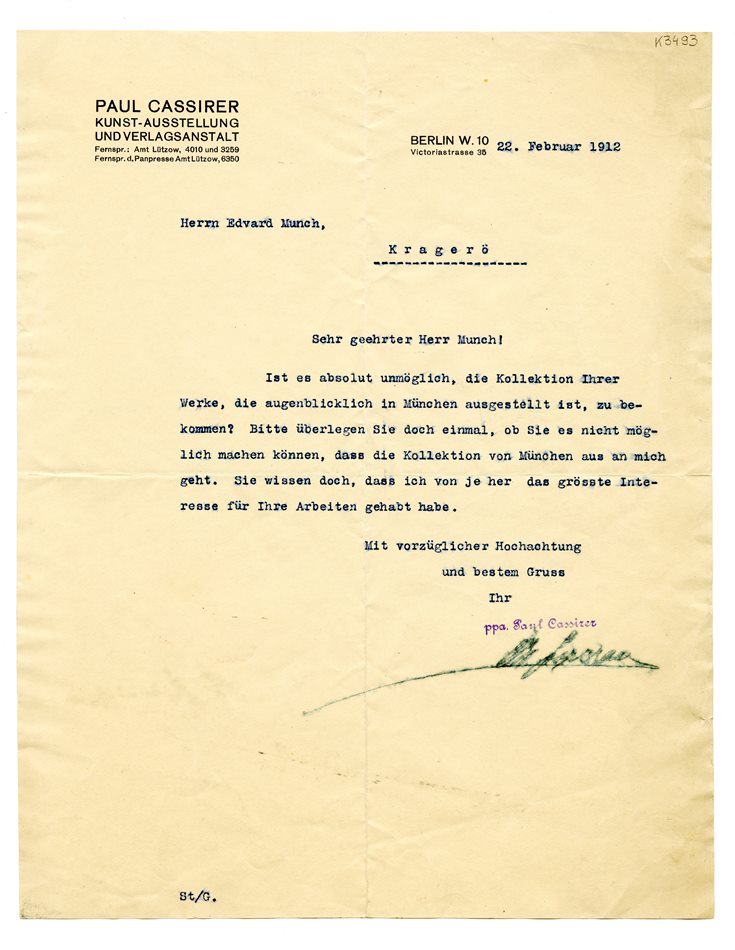 K3493
PAUL CASSIRER
KUNST-AUSSTELLUNG
UND VERLAGSANSTALT
Fernspr.: Amt Lützow, 4010 und 3259
Fernspr. d. Panpresse Amt Lützow, 6350
BERLIN W. 10
Victoriastrasse 35
22. Februar 1912
Herrn Edvard Munch,
Kragerö
Sehr geehrter Herr Munch!
Ist es absolut unmöglich, die Kollektion Ihrer
Werke, die augenblicklich in München ausgestellt ist, zu be-
kommen? Bitte überlegen Sie doch einmal, ob Sie es nicht mög-
lich machen können, dass die Kollektion von München aus an mich
geht. Sie wissen doch, dass ich von je her das grösste Inte-
resse für Ihre Arbeiten gehabt habe.
Mit vorzüglicher Hochachtung
und bestem Gruss
Ihr
ppa. Paul Cassirer
St/G.